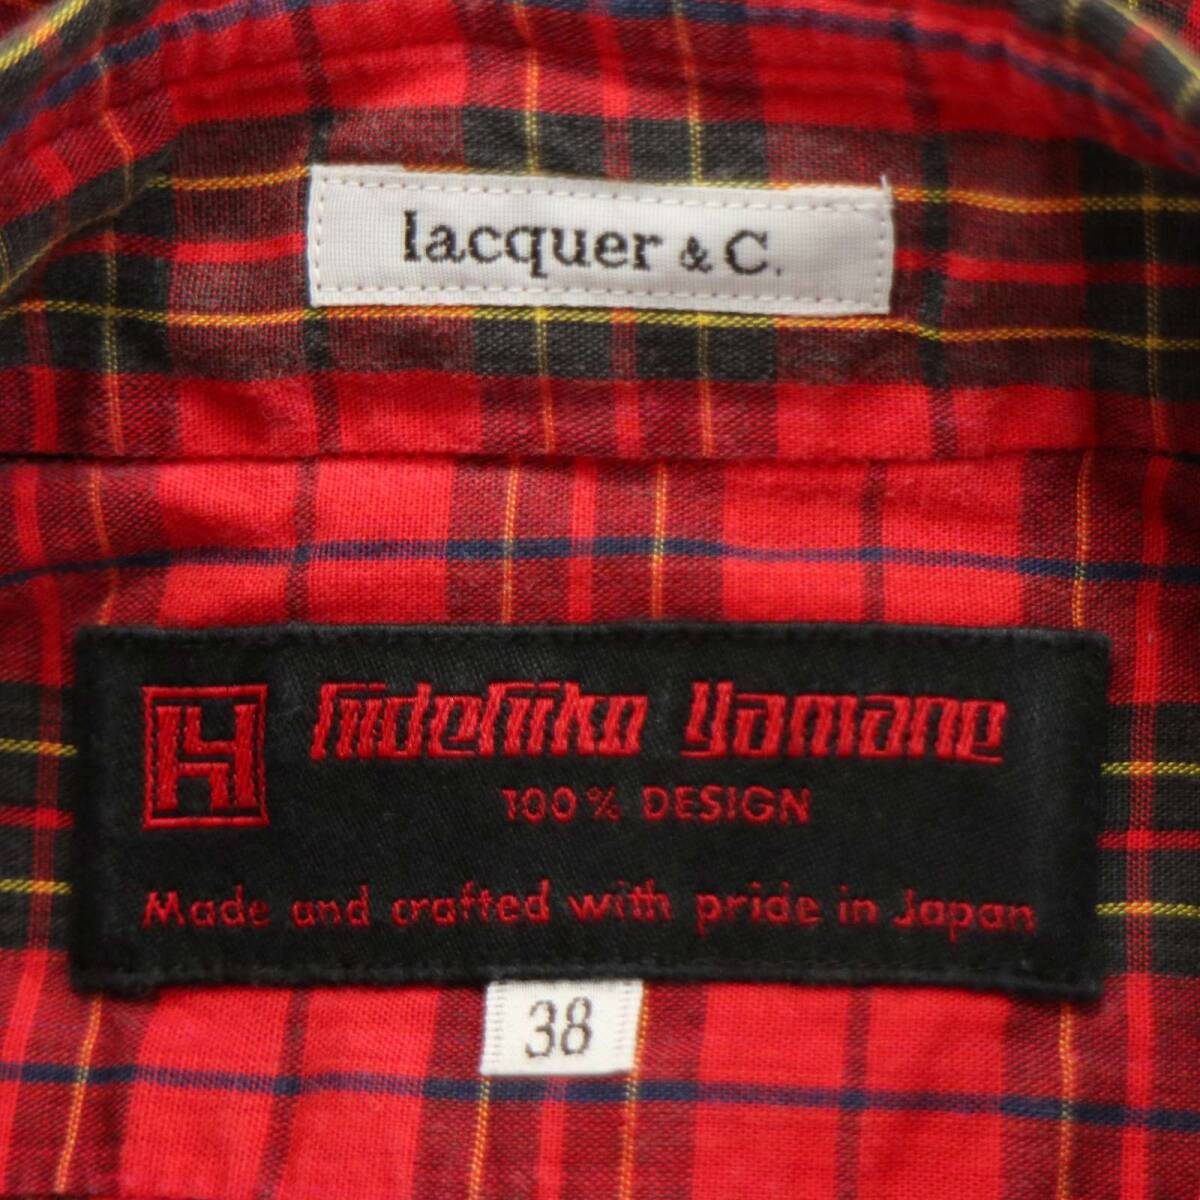 lacquer & C.
Hidehiko Yamane
100% DESIGN
Made and crafted with pride in Japan
38